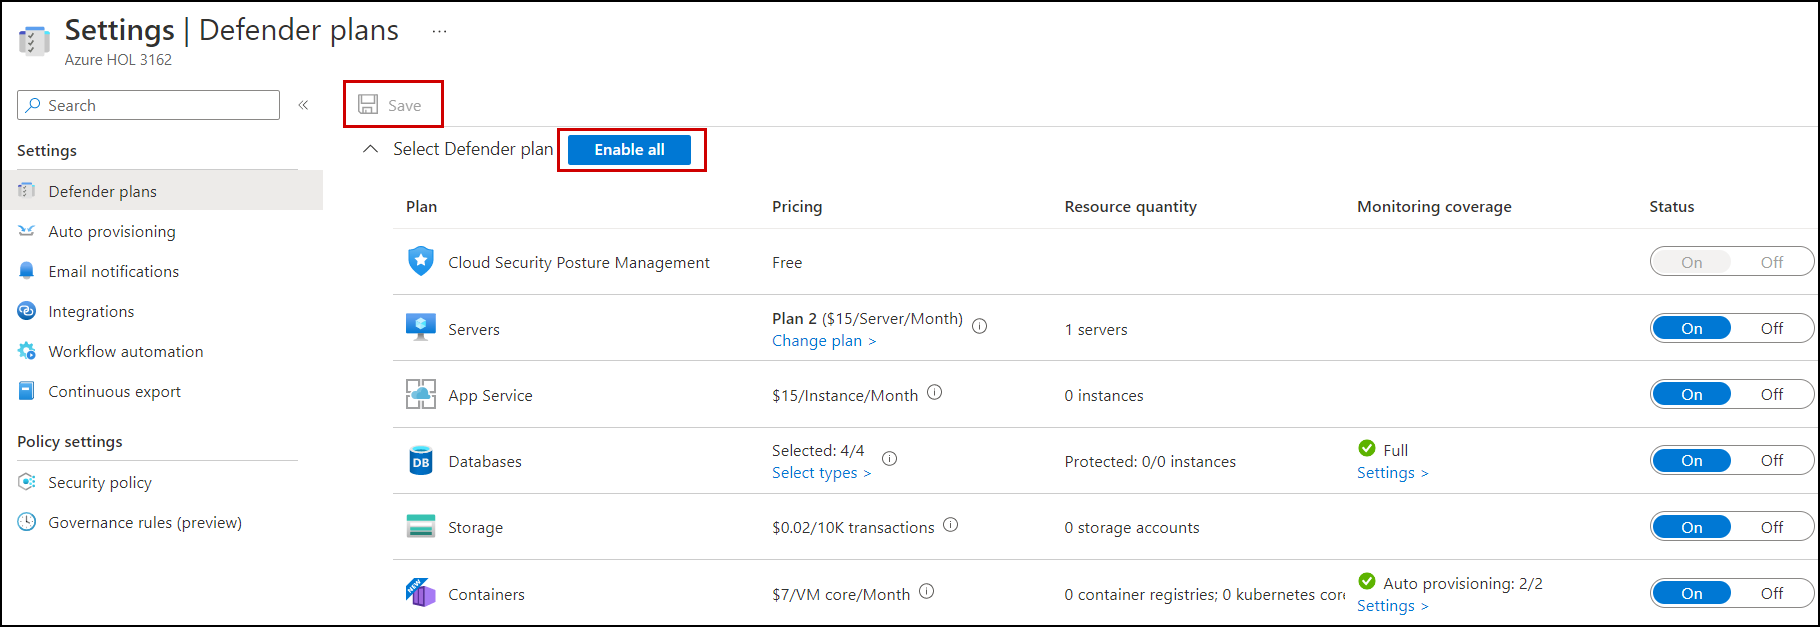 Settings | Defender plans ...
Azure HOL 3162
Search «
Save
Settings
Select Defender plan Enable all
Defender plans
Auto provisioning
Email notifications
Integrations
Workflow automation
Continuous export
Policy settings
Security policy
Governance rules (preview)
Plan Pricing Resource quantity Monitoring coverage Status
Cloud Security Posture Management Free On Off
Servers Plan 2 ($15/Server/Month) 1 servers On Off
Change plan >
App Service $15/Instance/Month 0 instances On Off
Databases Selected: 4/4 Protected: 0/0 instances Full On Off
Select types > Settings >
Storage $0.02/10K transactions 0 storage accounts On Off
NEW
Containers $7/VM core/Month 0 container registries; 0 kubernetes core Auto provisioning: 2/2 On Off
Settings >